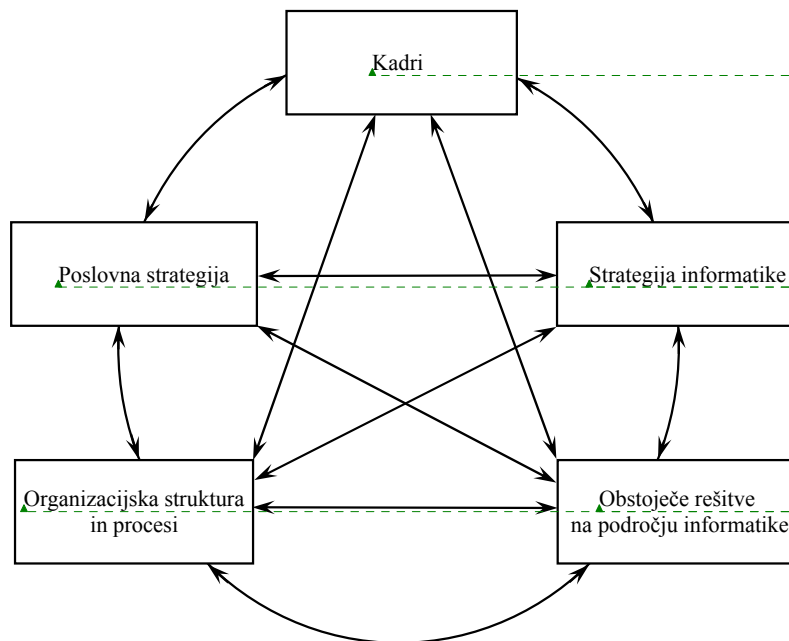 Kadri
Poslovna strategija
Strategija informatike
Organizacijska struktura
in procesi
Obstoječe rešitve
na področju informatike